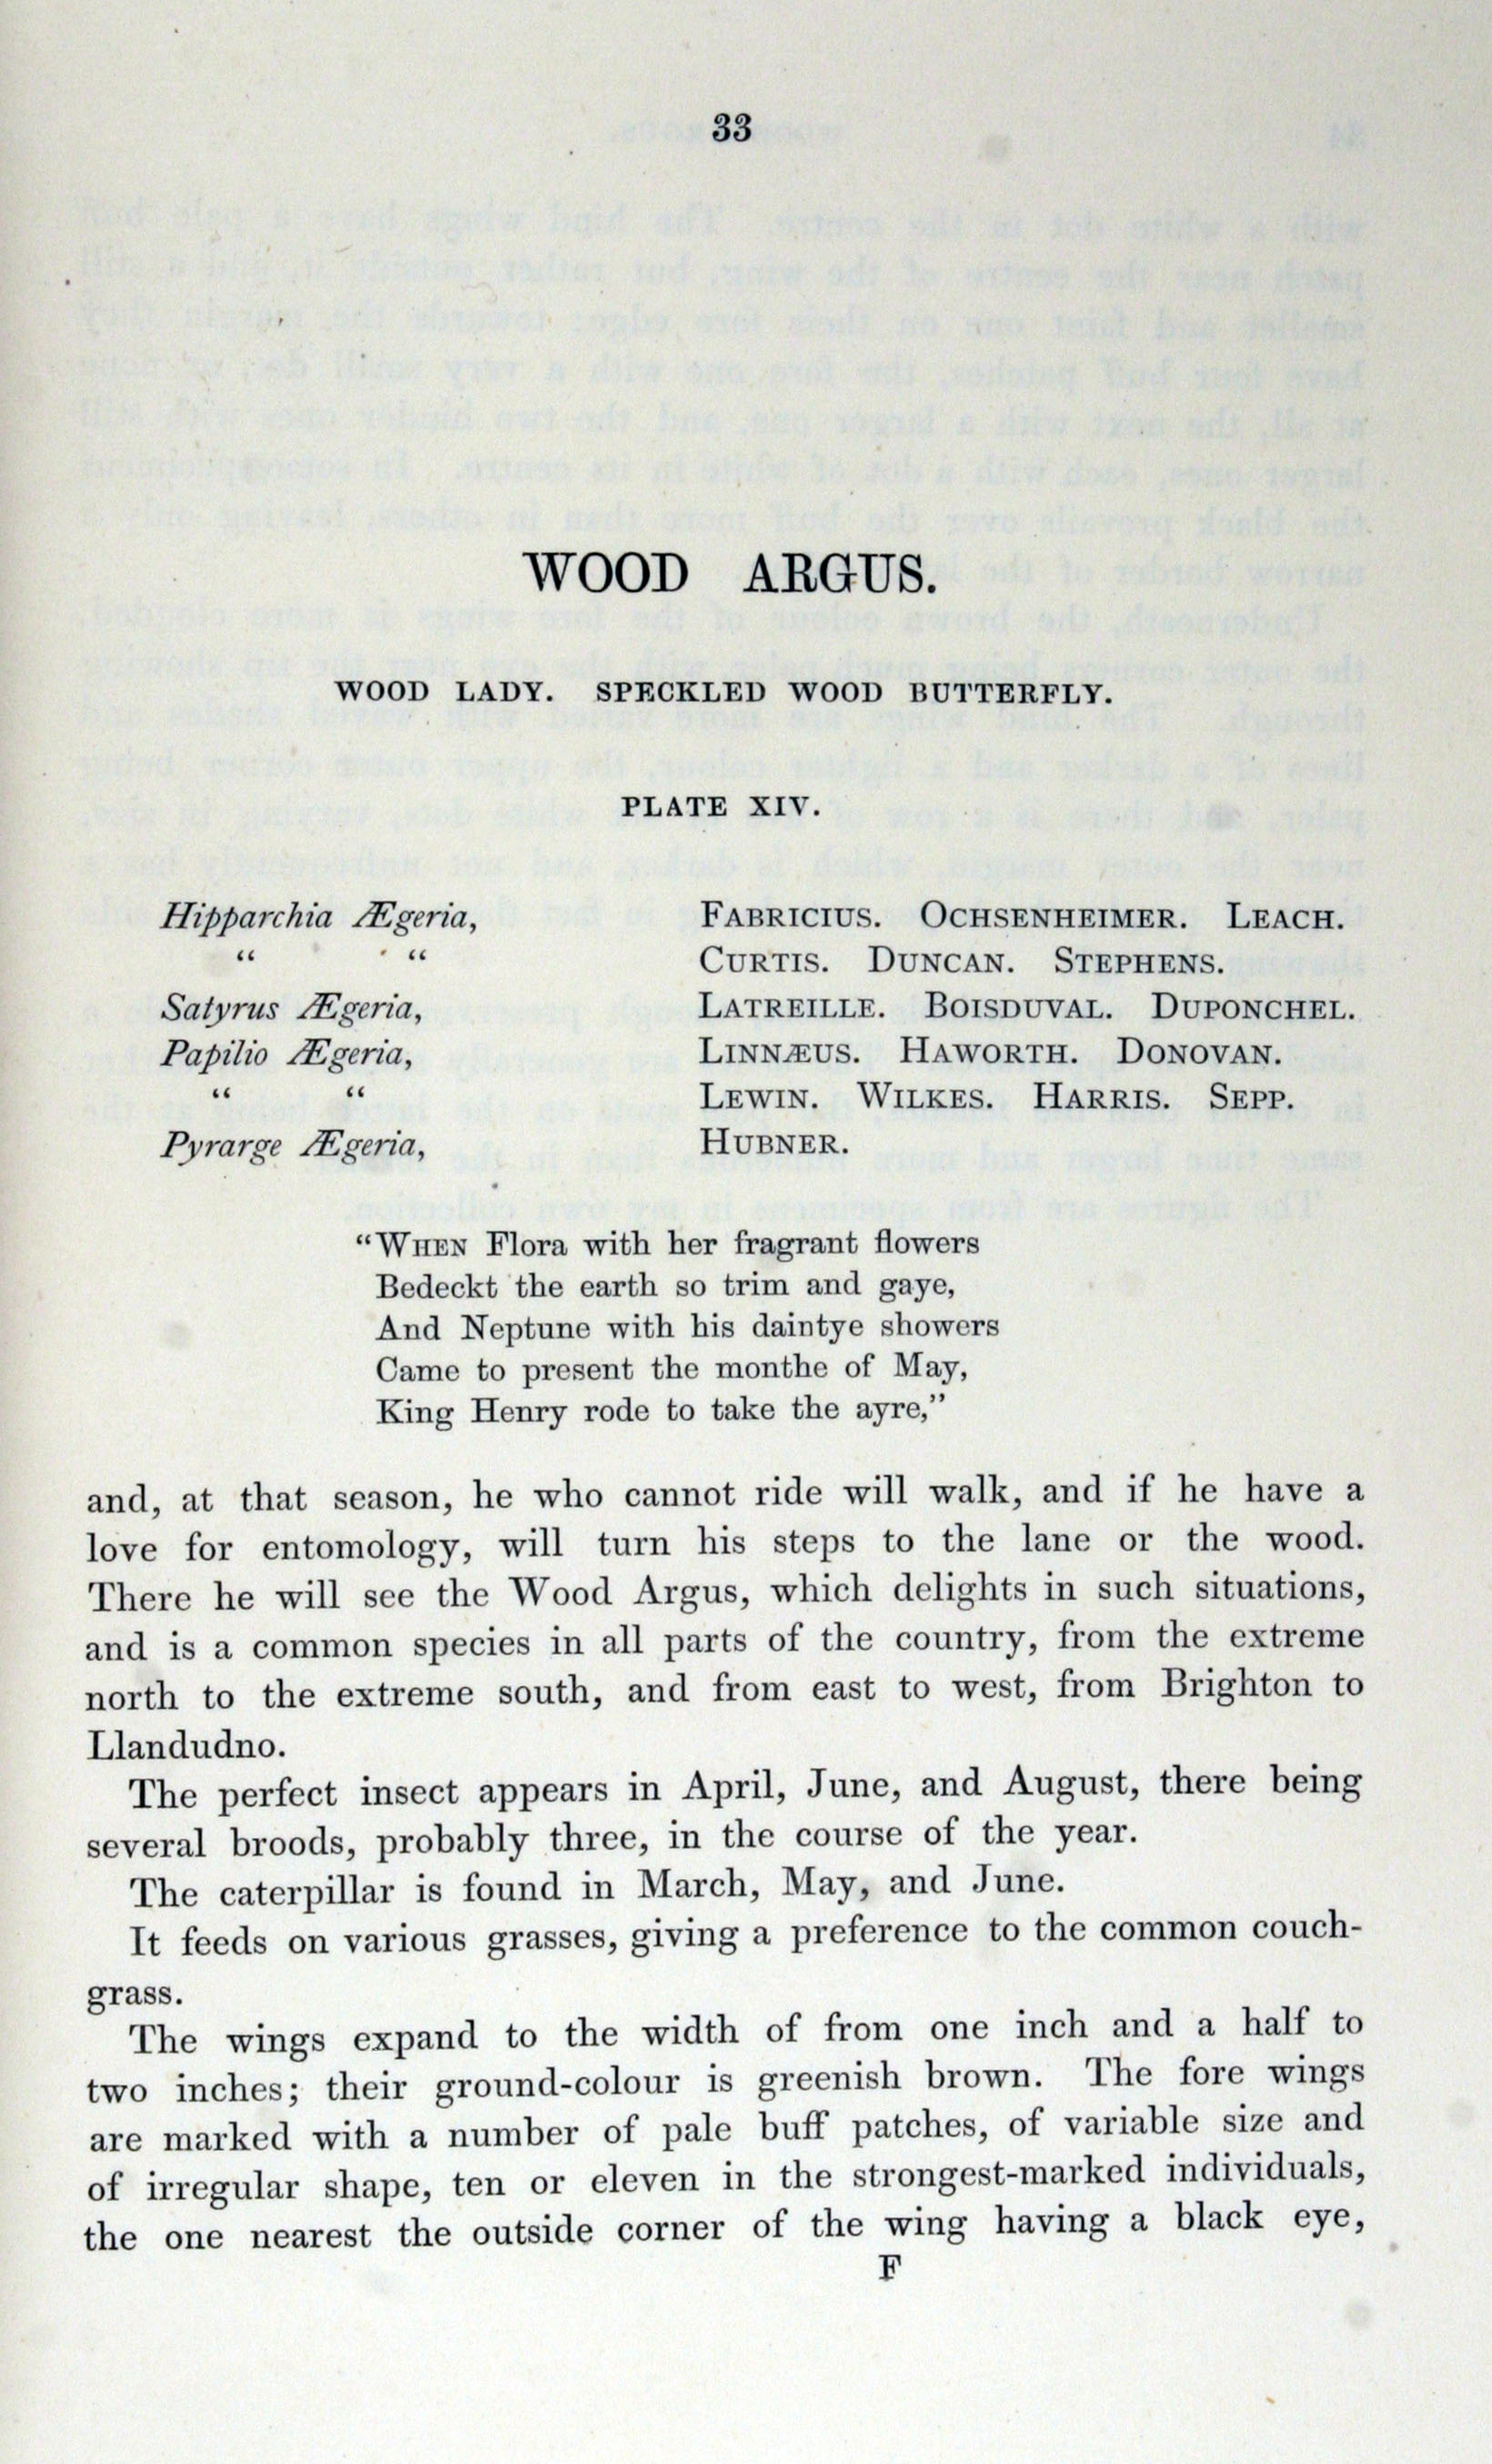 33
WOOD ARGUS.
WOOD LADY. SPECKLED WOOD BUTTERFLY.
PLATE XIV.
Hipparchia Ægeria, FABRICIUS. OCHSENHEIMER. LEACH.
“ “ CURTIS. DUNCAN. STEPHENS.
Satyrus Ægeria, LATREILLE. BOISDUVAL. DUPONCHEL.
Papilio Ægeria, LINNÆUS. HAWORTH. DONOVAN.
“ “ LEWIN. WILKES. HARRIS. SEPP.
Pyrarge Ægeria, HUBNER.
“WHEN Flora with her fragrant flowers
Bedeckt the earth so trim and gaye,
And Neptune with his daintye showers
Came to present the monthe of May,
King Henry rode to take the ayre,”
and, at that season, he who cannot ride will walk, and if he have a
love for entomology, will turn his steps to the lane or the wood.
There he will see the Wood Argus, which delights in such situations,
and is a common species in all parts of the country, from the extreme
north to the extreme south, and from east to west, from Brighton to
Llandudno.
The perfect insect appears in April, June, and August, there being
several broods, probably three, in the course of the year.
The caterpillar is found in March, May, and June.
It feeds on various grasses, giving a preference to the common couch-
grass.
The wings expand to the width of from one inch and a half to
two inches; their ground-colour is greenish brown. The fore wings
are marked with a number of pale buff patches, of variable size and
of irregular shape, ten or eleven in the strongest-marked individuals,
the one nearest the outside corner of the wing having a black eye,
F